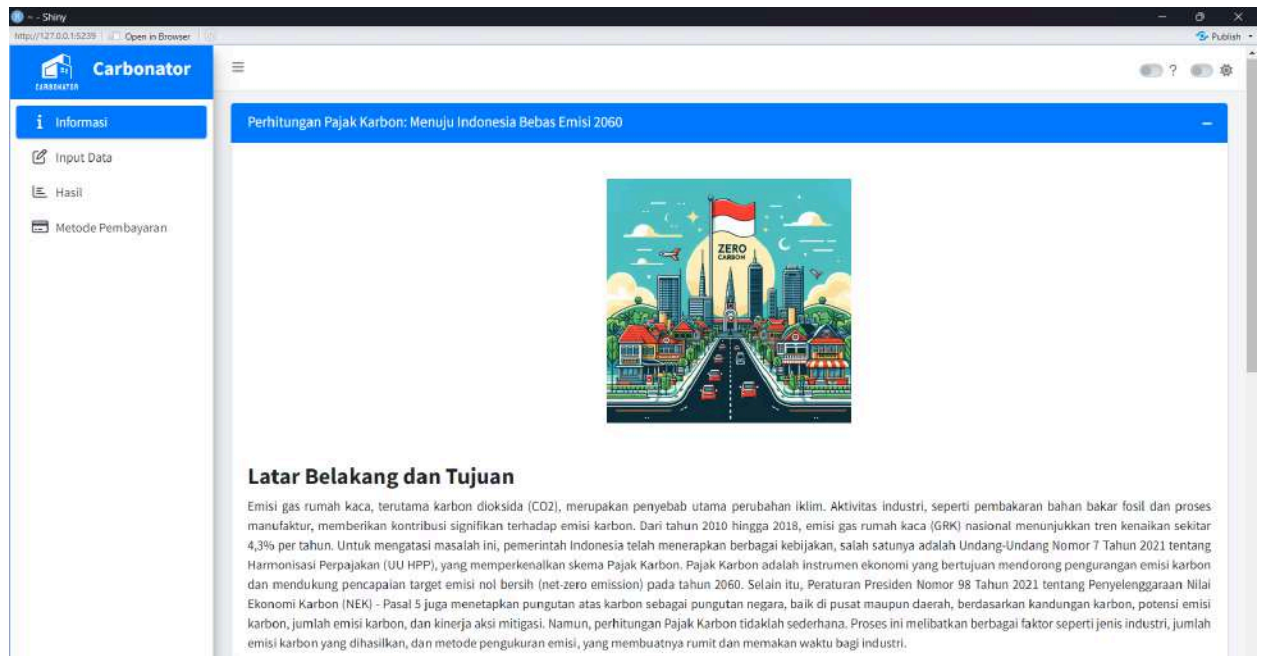 ~ - Shiny
http://127.0.0.1:5239 Open in Browser Publish
CARBONATOR
Carbonator
?
Informasi
Input Data
Hasil
Metode Pembayaran
Perhitungan Pajak Karbon: Menuju Indonesia Bebas Emisi 2060
ZERO
CARBON
Latar Belakang dan Tujuan
Emisi gas rumah kaca, terutama karbon dioksida (CO2), merupakan penyebab utama perubahan iklim. Aktivitas industri, seperti pembakaran bahan bakar fosil dan proses
manufaktur, memberikan kontribusi signifikan terhadap emisi karbon. Dari tahun 2010 hingga 2018, emisi gas rumah kaca (GRK) nasional menunjukkan tren kenaikan sekitar
4,3% per tahun. Untuk mengatasi masalah ini, pemerintah Indonesia telah menerapkan berbagai kebijakan, salah satunya adalah Undang-Undang Nomor 7 Tahun 2021 tentang
Harmonisasi Perpajakan (UU HPP), yang memperkenalkan skema Pajak Karbon. Pajak Karbon adalah instrumen ekonomi yang bertujuan mendorong pengurangan emisi karbon
dan mendukung pencapaian target emisi nol bersih (net-zero emission) pada tahun 2060. Selain itu, Peraturan Presiden Nomor 98 Tahun 2021 tentang Penyelenggaraan Nilai
Ekonomi Karbon (NEK) - Pasal 5 juga menetapkan pungutan atas karbon sebagai pungutan negara, baik di pusat maupun daerah, berdasarkan kandungan karbon, potensi emisi
karbon, jumlah emisi karbon, dan kinerja aksi mitigasi. Namun, perhitungan Pajak Karbon tidaklah sederhana. Proses ini melibatkan berbagai faktor seperti jenis industri, jumlah
emisi karbon yang dihasilkan, dan metode pengukuran emisi, yang membuatnya rumit dan memakan waktu bagi industri.